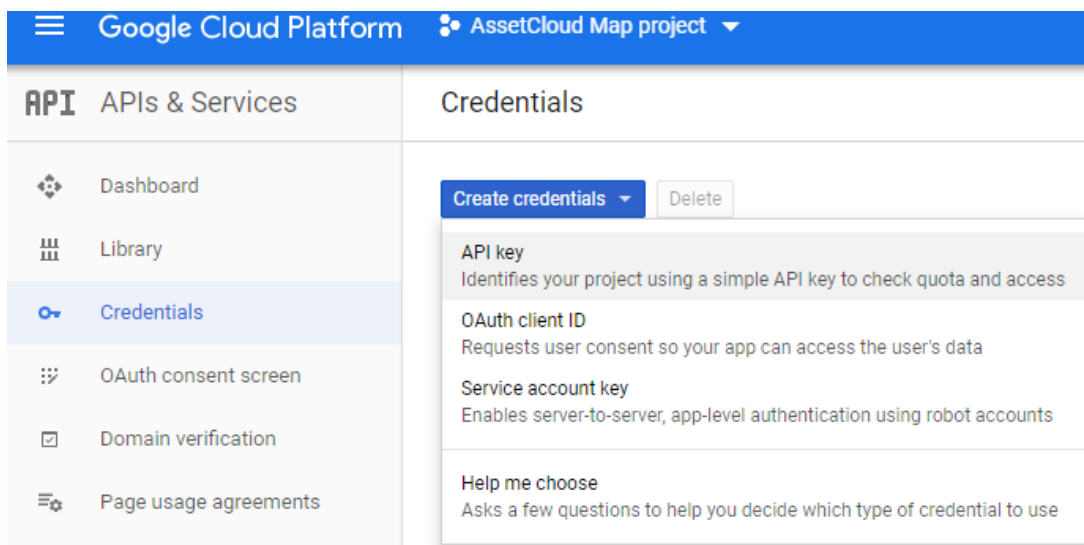 Google Cloud Platform
AssetCloud Map project
API
APIs & Services
Credentials
Dashboard
Library
Credentials
OAuth consent screen
Domain verification
Page usage agreements
Create credentials
Delete
API key
Identifies your project using a simple API key to check quota and access
OAuth client ID
Requests user consent so your app can access the user's data
Service account key
Enables server-to-server, app-level authentication using robot accounts
Help me choose
Asks a few questions to help you decide which type of credential to use